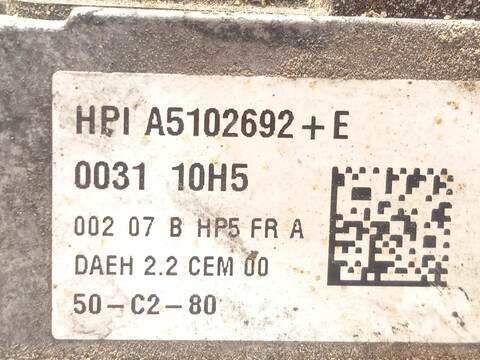 HPI A5102692+E
0031 10H5
002 07 B HP5 FR A
DAEH 2.2 CEM 00
50-C2-80